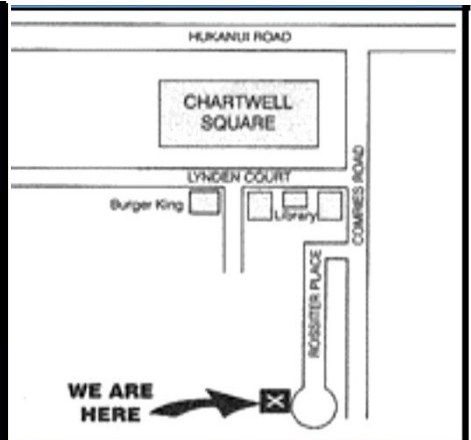 HUKANUI ROAD
CHARTWELL
SQUARE
COMRIES ROAD
LYNDEN COURT
Burger King
Library
ROSSITER PLACE
WE ARE
HERE